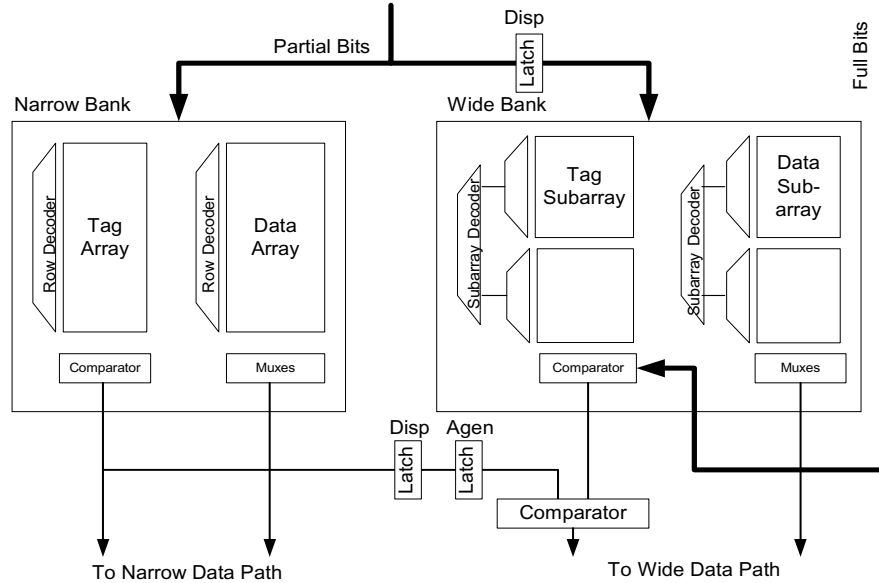 Disp
Partial Bits
Latch
Full Bits
Narrow Bank
Wide Bank
Row Decoder
Tag
Array
Row Decoder
Data
Array
Subarray Decoder
Tag
Subarray
Subarray Decoder
Data
Sub-
array
Comparator
Muxes
Comparator
Muxes
Disp
Agen
Latch
Latch
Comparator
To Narrow Data Path
To Wide Data Path